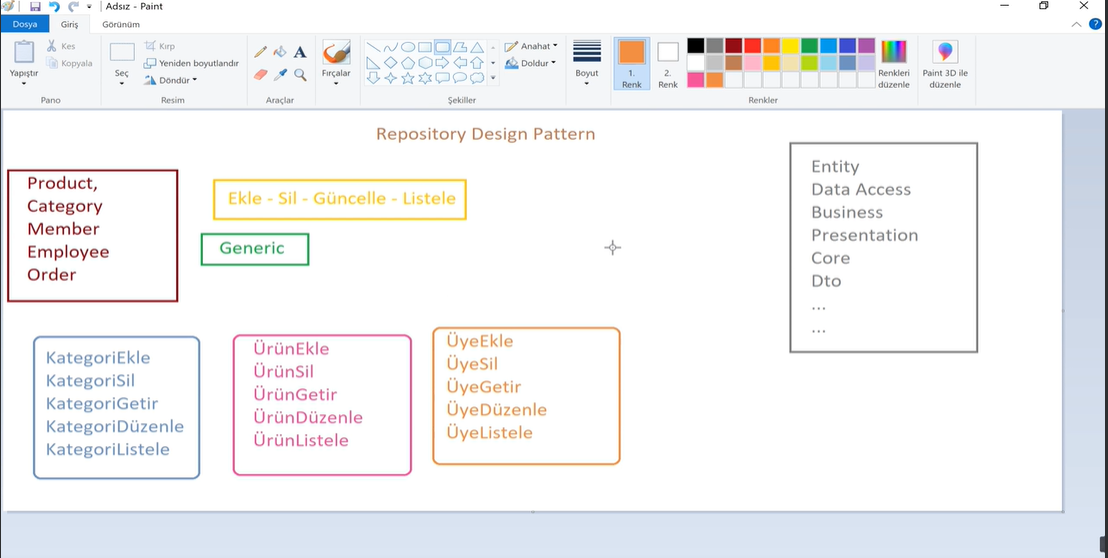 Adsız - Paint
Dosya
Giriş
Görünüm
Yapıştır
Kes
Kopyala
Pano
Seç
Kırp
Yeniden boyutlandır
Döndür
Resim
A
Araçlar
Fırçalar
Şekiller
Anahat
Doldur
Boyut
1.
Renk
2.
Renk
Renkler
Renkleri
düzenle
Paint 3D ile
düzenle
Repository Design Pattern
Product,
Category
Member
Employee
Order
Ekle - Sil - Güncelle - Listele
Generic
Entity
Data Access
Business
Presentation
Core
Dto
...
...
KategoriEkle
KategoriSil
KategoriGetir
KategoriDüzenle
KategoriListele
ÜrünEkle
ÜrünSil
ÜrünGetir
ÜrünDüzenle
ÜrünListele
ÜyeEkle
ÜyeSil
ÜyeGetir
ÜyeDüzenle
ÜyeListele